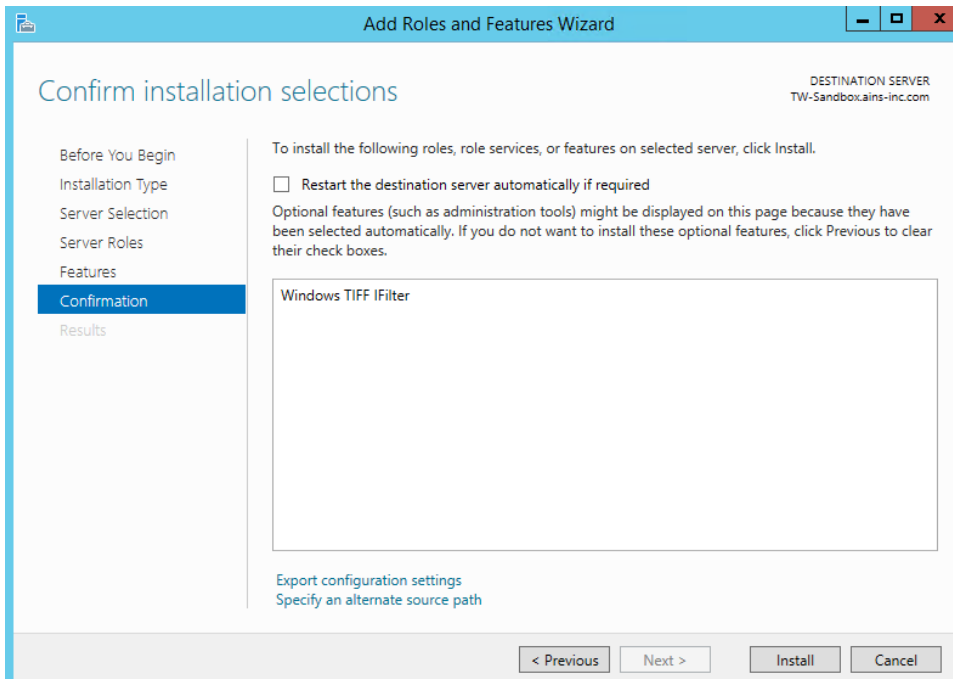 Add Roles and Features Wizard
Confirm installation selections
DESTINATION SERVER
TW-Sandbox.ains-inc.com
Before You Begin
Installation Type
Server Selection
Server Roles
Features
Confirmation
Results
To install the following roles, role services, or features on selected server, click Install.
Restart the destination server automatically if required
Optional features (such as administration tools) might be displayed on this page because they have
been selected automatically. If you do not want to install these optional features, click Previous to clear
their check boxes.
Windows TIFF IFilter
Export configuration settings
Specify an alternate source path
< Previous
Next >
Install
Cancel